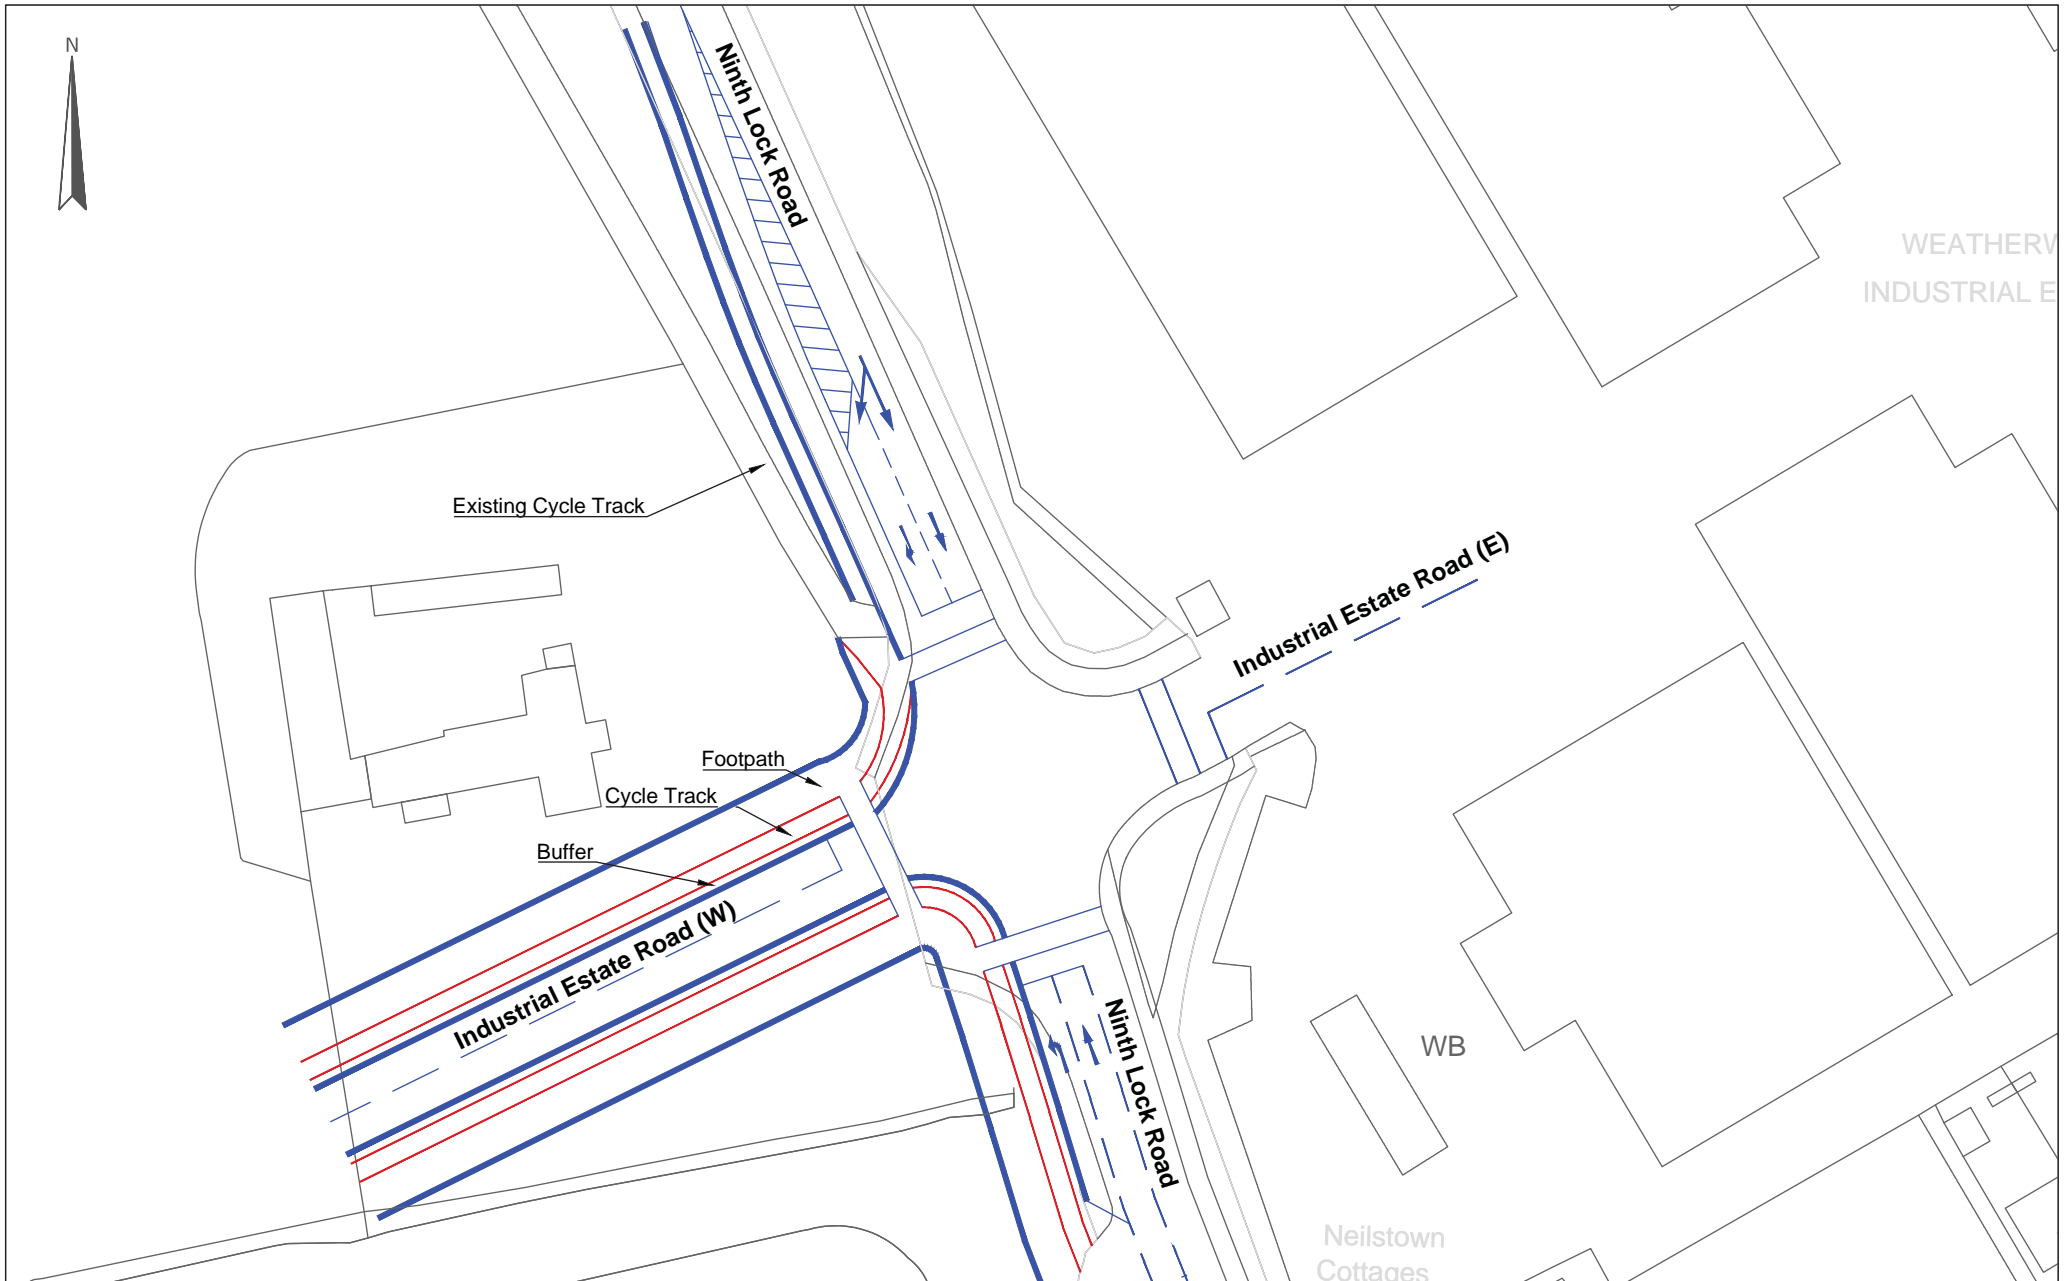 N
Ninth Lock Road
WEATHERW
INDUSTRIAL E
Existing Cycle Track
Industrial Estate Road (E)
Footpath
Cycle Track
Buffer
Industrial Estate Road (W)
Ninth Lock Road
WB
Neilstown
Cottages